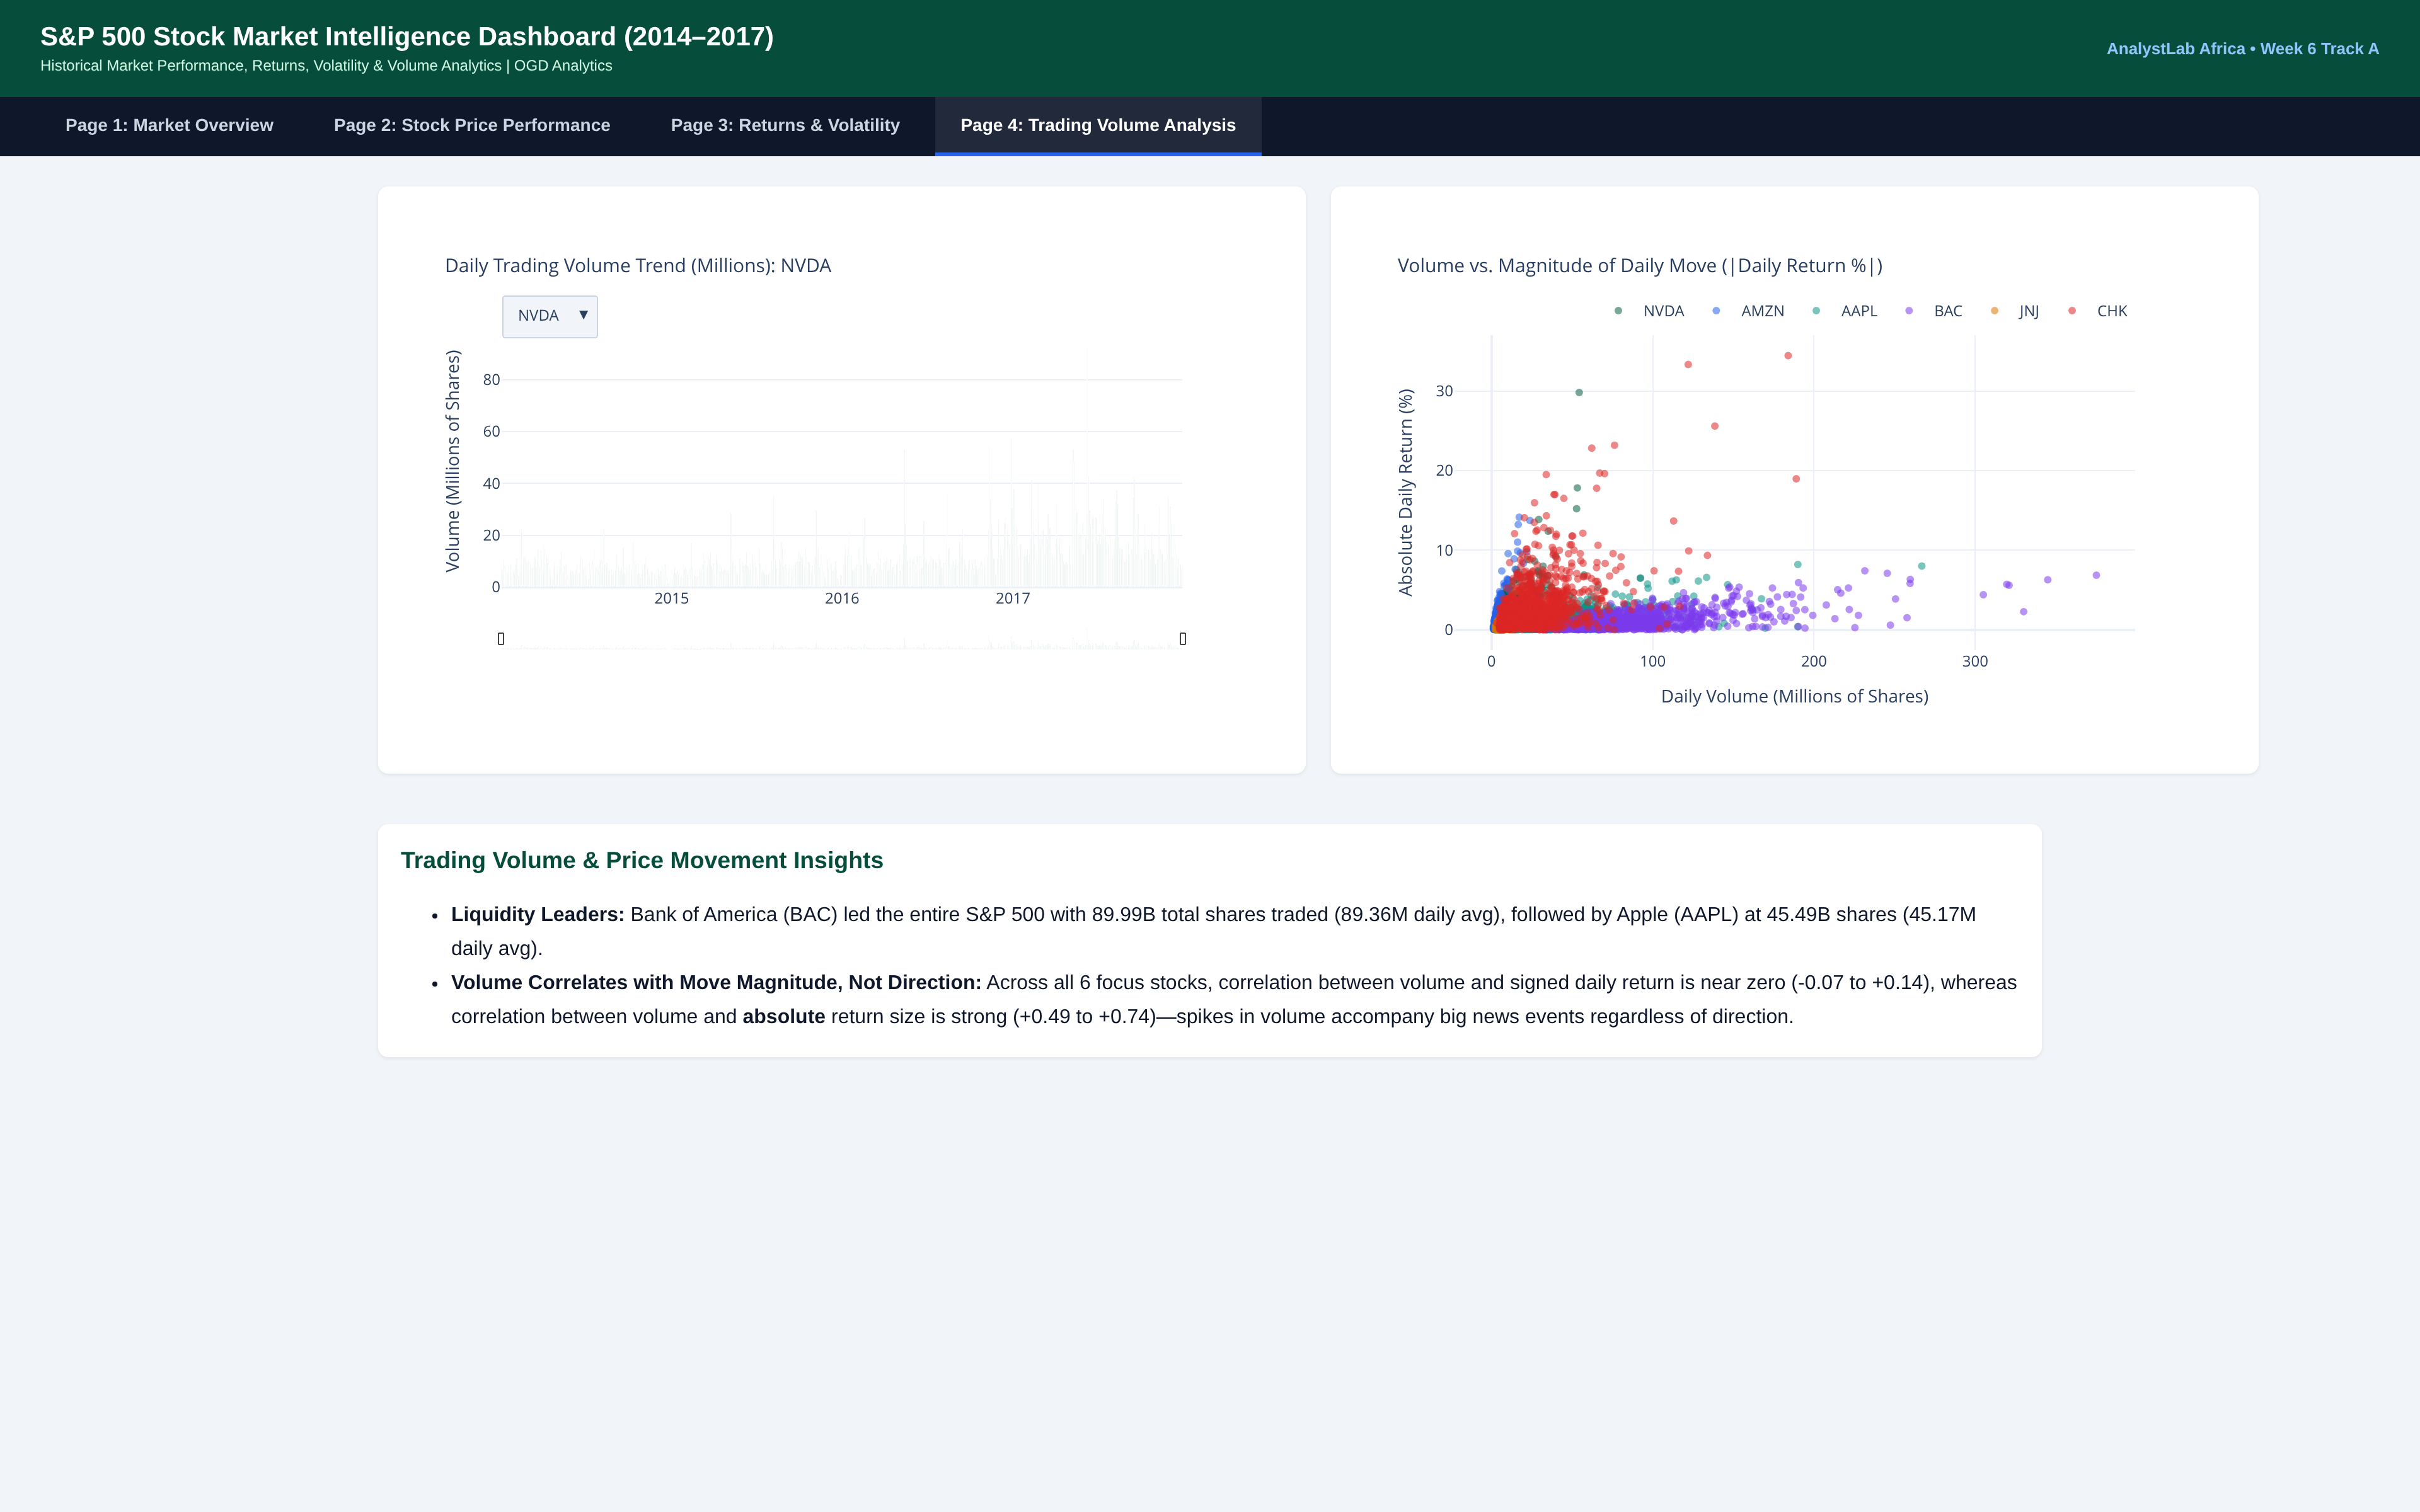 S&P 500 Stock Market Intelligence Dashboard (2014–2017)
Historical Market Performance, Returns, Volatility & Volume Analytics | OGD Analytics
AnalystLab Africa • Week 6 Track A
Page 1: Market Overview
Page 2: Stock Price Performance
Page 3: Returns & Volatility
Page 4: Trading Volume Analysis
Daily Trading Volume Trend (Millions): NVDA
NVDA ▼
Volume (Millions of Shares)
80
60
40
20
0
2015
2016
2017
Volume vs. Magnitude of Daily Move (|Daily Return %|)
NVDA
AMZN
AAPL
BAC
JNJ
CHK
Absolute Daily Return (%)
30
20
10
0
0
100
200
300
Daily Volume (Millions of Shares)
Trading Volume & Price Movement Insights
• Liquidity Leaders: Bank of America (BAC) led the entire S&P 500 with 89.99B total shares traded (89.36M daily avg), followed by Apple (AAPL) at 45.49B shares (45.17M
daily avg).
• Volume Correlates with Move Magnitude, Not Direction: Across all 6 focus stocks, correlation between volume and signed daily return is near zero (-0.07 to +0.14), whereas
correlation between volume and absolute return size is strong (+0.49 to +0.74)—spikes in volume accompany big news events regardless of direction.